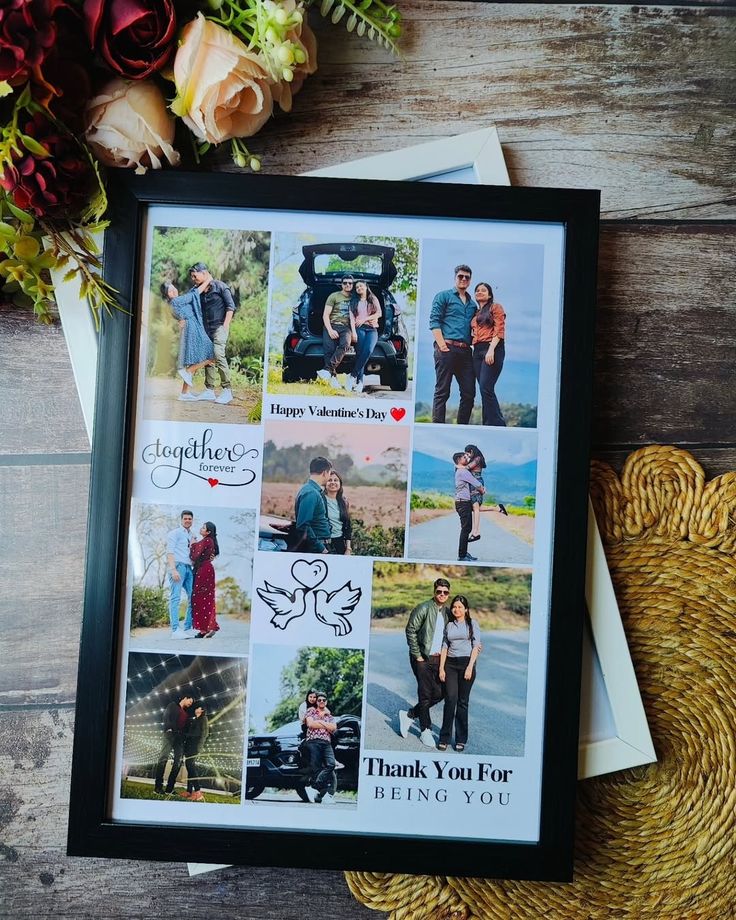 Happy Valentine's Day ❤
together
forever
Thank You For
BEING YOU